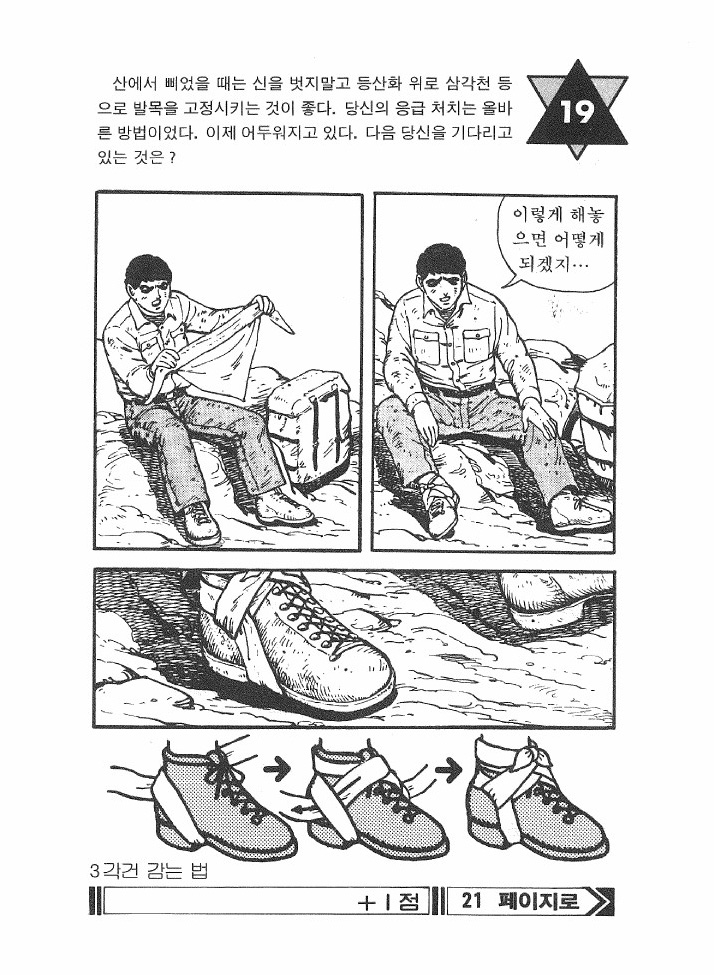 산에서 삐었을 때는 신을 벗지말고 등산화 위로 삼각천 등
으로 발목을 고정시키는 것이 좋다. 당신의 응급 처치는 올바
른 방법이었다. 이제 어두워지고 있다. 다음 당신을 기다리고
있는 것은?
19
이렇게 해놓
으면 어떻게
되겠지…
3각건 감는 법
+1점
21 페이지로